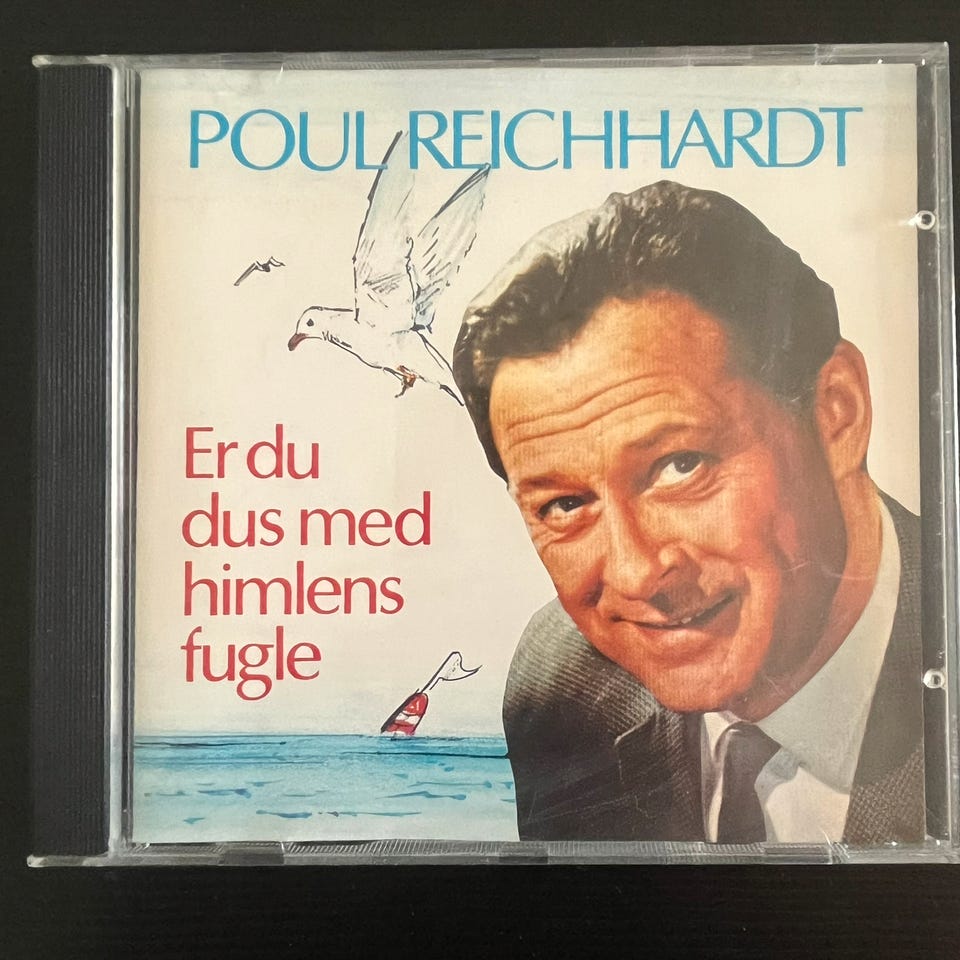 POUL REICHHARDT
Er du
dus med
himlens
fugle